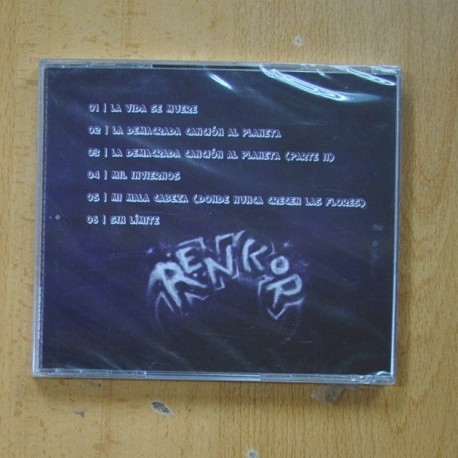 01 | LA VIDA SE MUERE
02 | LA DEMACRADA CANCIÓN AL PLANETA
03 | LA DEMACRADA CANCIÓN AL PLANETA (PARTE II)
04 | MIL INVIERNOS
05 | MI MALA CABEZA (DONDE NUNCA CRECEN LAS FLORES)
06 | SIN LÍMITE
RENKOR